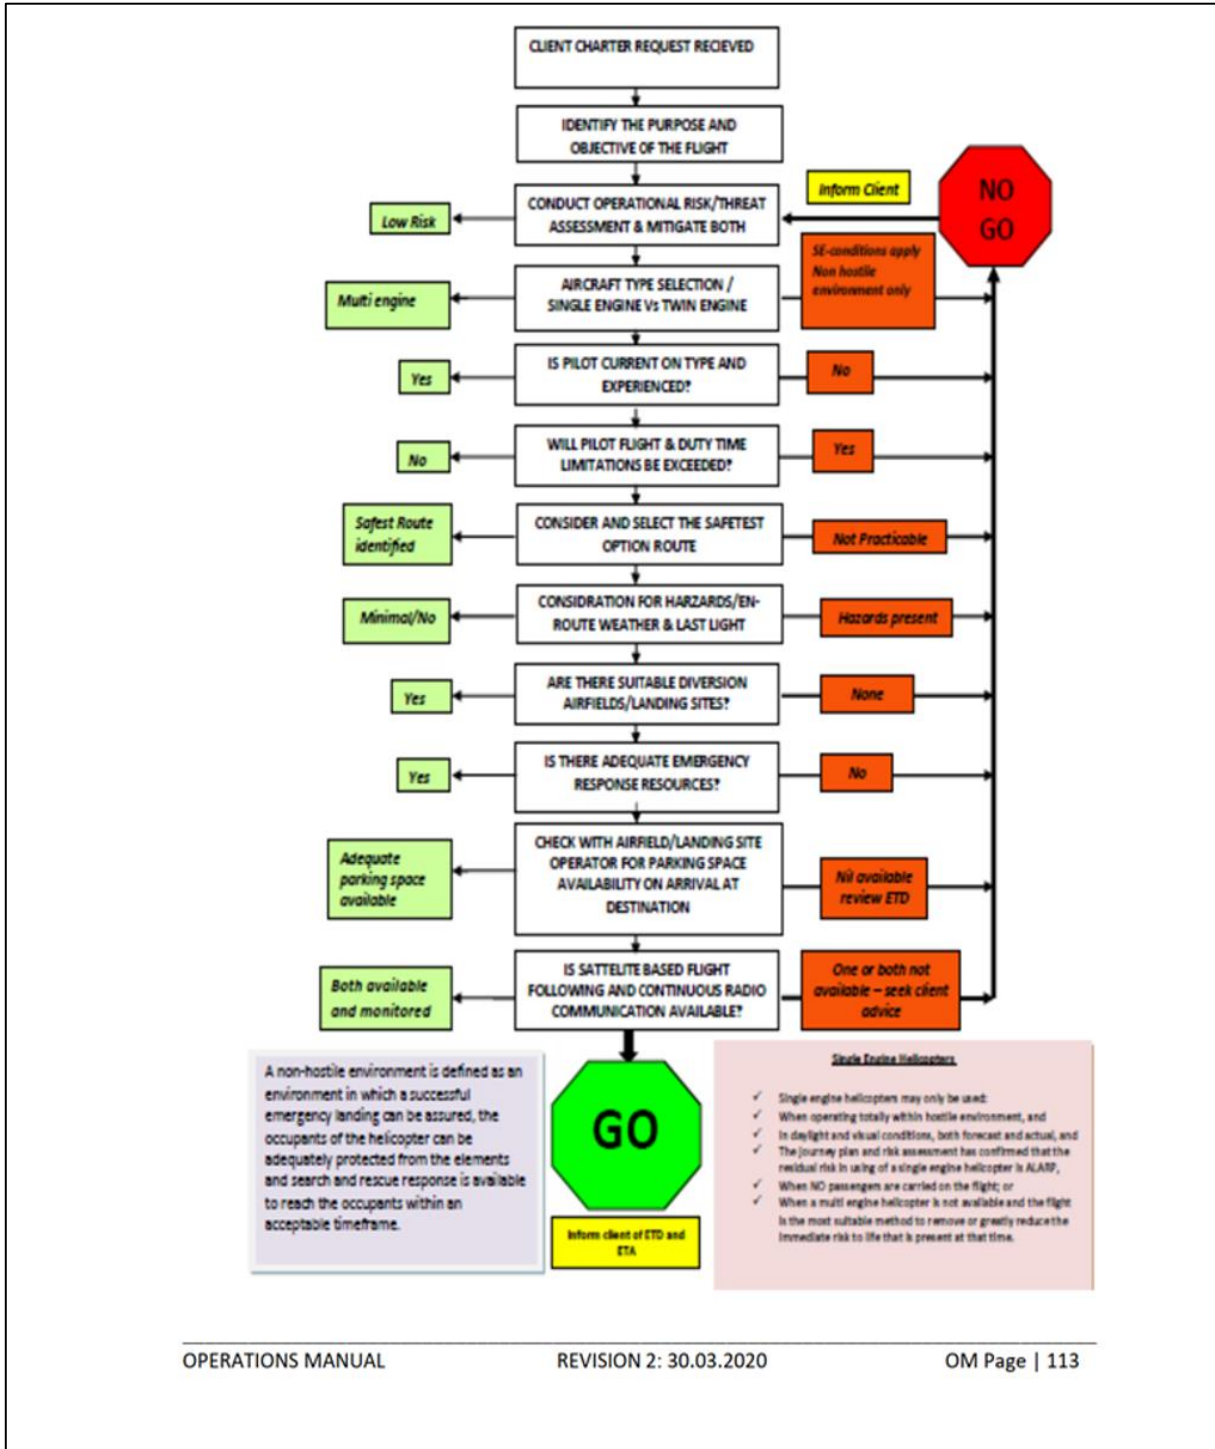 CLIENT CHARTER REQUEST RECIEVED
IDENTIFY THE PURPOSE AND
OBJECTIVE OF THE FLIGHT
Inform Client
NO
GO
Low Risk
CONDUCT OPERATIONAL RISK/THREAT
ASSESSMENT & MITIGATE BOTH
Multi engine
AIRCRAFT TYPE SELECTION /
SINGLE ENGINE Vs TWIN ENGINE
SE-conditions apply
Non hostile
environment only
Yes
IS PILOT CURRENT ON TYPE AND
EXPERIENCED?
No
No
WILL PILOT FLIGHT & DUTY TIME
LIMITATIONS BE EXCEEDED?
Yes
Safest Route
identified
CONSIDER AND SELECT THE SAFETEST
OPTION ROUTE
Not Practicable
Minimal/No
CONSIDRATION FOR HARZARDS/EN-
ROUTE WEATHER & LAST LIGHT
Hazards present
Yes
ARE THERE SUITABLE DIVERSION
AIRFIELDS/LANDING SITES?
None
Yes
IS THERE ADEQUATE EMERGENCY
RESPONSE RESOURCES?
No
Adequate
parking space
available
CHECK WITH AIRFIELD/LANDING SITE
OPERATOR FOR PARKING SPACE
AVAILABILITY ON ARRIVAL AT
DESTINATION
Nil available
review ETD
Both available
and monitored
IS SATTELITE BASED FLIGHT
FOLLOWING AND CONTINUOUS RADIO
COMMUNICATION AVAILABLE?
One or both not
available – seek client
advice
A non-hostile environment is defined as an
environment in which a successful
emergency landing can be assured, the
occupants of the helicopter can be
adequately protected from the elements
and search and rescue response is available
to reach the occupants within an
acceptable timeframe.
GO
Inform client of ETD and
ETA
Single Engine Helicopters
✓ Single engine helicopters may only be used:
✓ When operating totally within hostile environment, and
✓ In daylight and visual conditions, both forecast and actual, and
✓ The journey plan and risk assessment has confirmed that the
residual risk in using of a single engine helicopter is ALARP,
✓ When NO passengers are carried on the flight; or
✓ When a multi engine helicopter is not available and the flight
is the most suitable method to remove or greatly reduce the
immediate risk to life that is present at that time.
OPERATIONS MANUAL REVISION 2: 30.03.2020 OM Page | 113